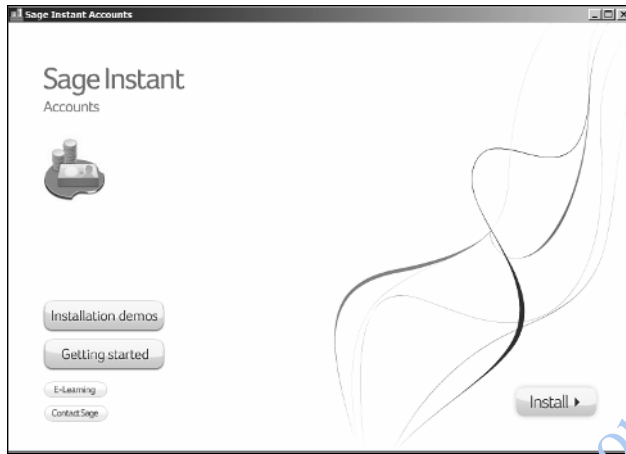 Sage Instant Accounts
Sage Instant
Accounts
Installation demos
Getting started
E-Learning
Contact Sage
Install